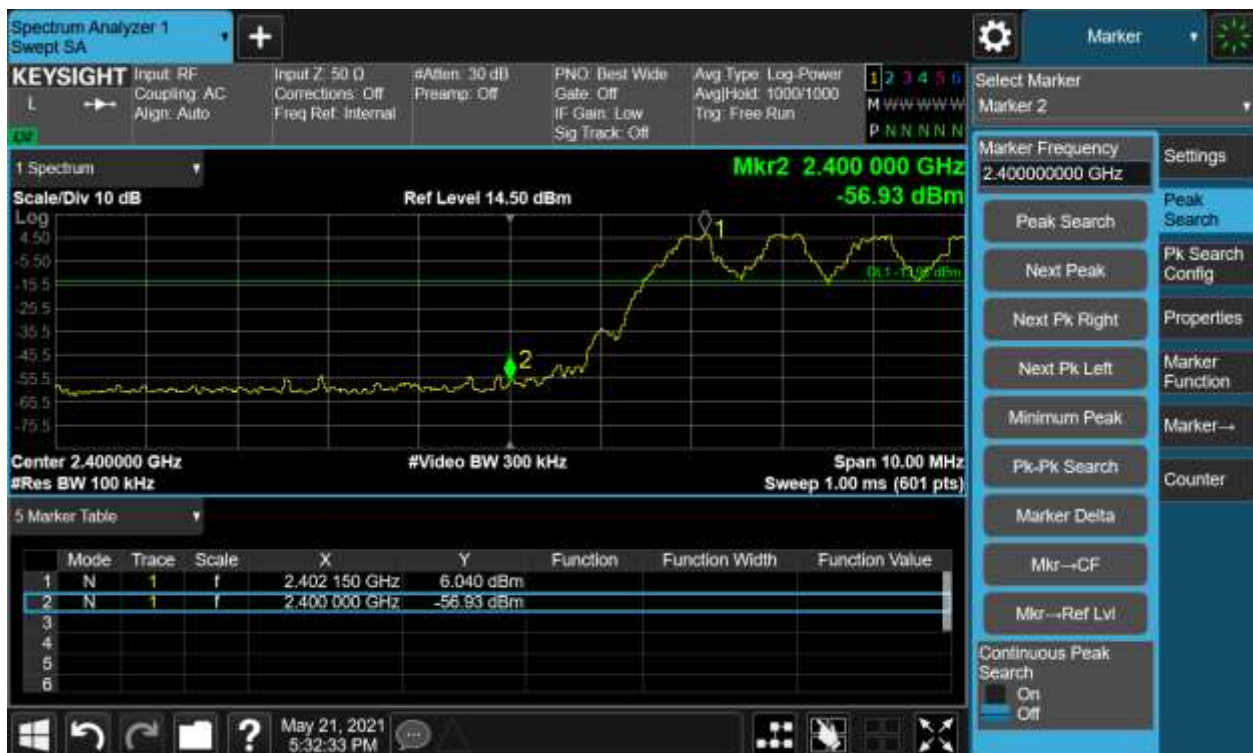 Spectrum Analyzer 1
Swept SA
+
Marker
KEYSIGHT
L
Input: RF
Coupling: AC
Align: Auto
Input Z: 50 Ω
Corrections: Off
Freq Ref: Internal
#Atten: 30 dB
Preamp: Off
PNO: Best Wide
Gate: Off
IF Gain: Low
Sig Track: Off
Avg Type: Log-Power
Avg|Hold: 1000/1000
Trig: Free Run
1 2 3 4 5 6
M W W W W W
P N N N N N
Select Marker
Marker 2
1 Spectrum
Mkr2 2.400 000 GHz
Scale/Div 10 dB
Ref Level 14.50 dBm
-56.93 dBm
Log
4.50
-5.50
-15.5
-25.5
-35.5
-45.5
-55.5
-65.5
-75.5
1
2
Center 2.400000 GHz
#Video BW 300 kHz
Span 10.00 MHz
#Res BW 100 kHz
Sweep 1.00 ms (601 pts)
5 Marker Table
Mode Trace Scale X Y Function Function Width Function Value
1 N 1 f 2.402 150 GHz 6.040 dBm
2 N 1 f 2.400 000 GHz -56.93 dBm
3
4
5
6
Marker Frequency
2.400000000 GHz
Peak Search
Next Peak
Next Pk Right
Next Pk Left
Minimum Peak
Pk-Pk Search
Marker Delta
Mkr→CF
Mkr→Ref Lvl
Continuous Peak
Search
On
Off
Settings
Peak
Search
Pk Search
Config
Properties
Marker
Function
Marker→
Counter
?
May 21, 2021
5:32:33 PM